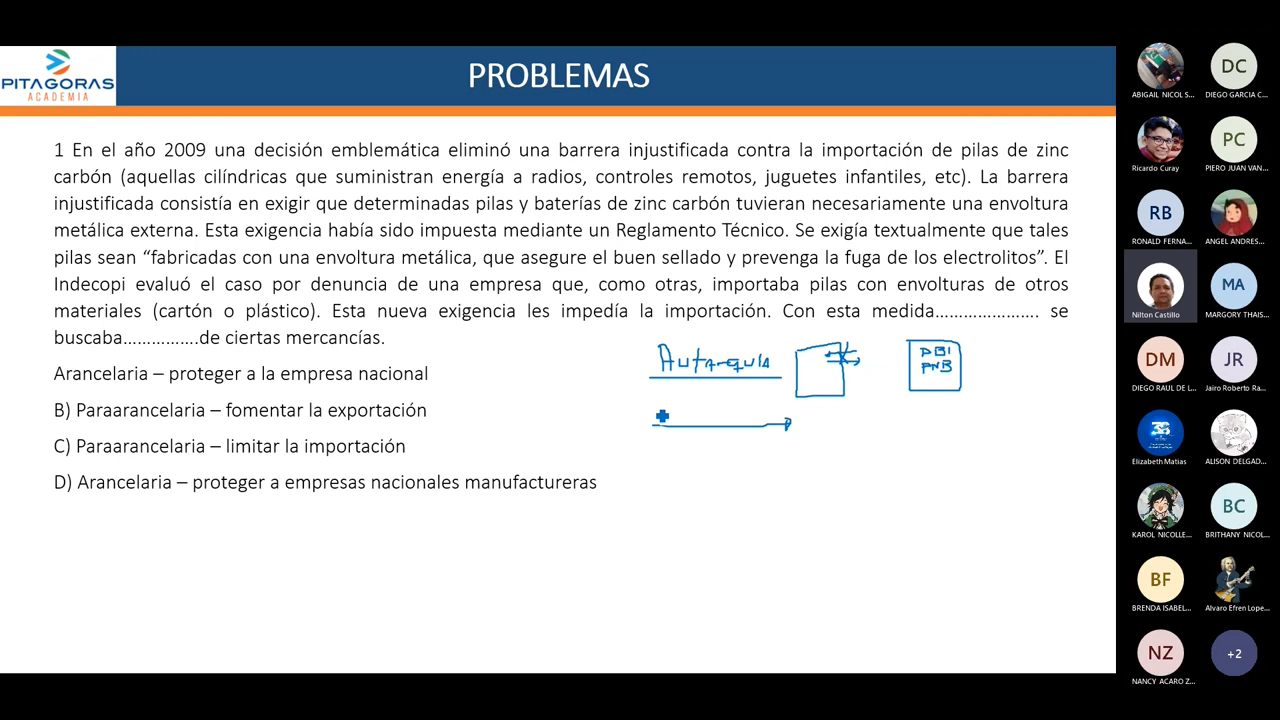 PITAGORAS
ACADEMIA
PROBLEMAS
1 En el año 2009 una decisión emblemática eliminó una barrera injustificada contra la importación de pilas de zinc
carbón (aquellas cilíndricas que suministran energía a radios, controles remotos, juguetes infantiles, etc). La barrera
injustificada consistía en exigir que determinadas pilas y baterías de zinc carbón tuvieran necesariamente una envoltura
metálica externa. Esta exigencia había sido impuesta mediante un Reglamento Técnico. Se exigía textualmente que tales
pilas sean “fabricadas con una envoltura metálica, que asegure el buen sellado y prevenga la fuga de los electrolitos”. El
Indecopi evaluó el caso por denuncia de una empresa que, como otras, importaba pilas con envolturas de otros
materiales (cartón o plástico). Esta nueva exigencia les impedía la importación. Con esta medida…………………. se
buscaba…………….de ciertas mercancías.
Arancelaria – proteger a la empresa nacional
B) Paraarancelaria – fomentar la exportación
C) Paraarancelaria – limitar la importación
D) Arancelaria – proteger a empresas nacionales manufactureras
Autarquía
PBI
PNB
ABIGAIL NICOL S...
DC
DIEGO GARCIA C...
Ricardo Curay
PC
PIERO JUAN VAN...
RB
RONALD FERNA...
ANGEL ANDRES...
Nilton Castillo
MA
MARGORY THAIS...
DM
DIEGO RAUL DE L...
JR
Jairo Roberto Ra...
Elizabeth Matias
ALISON DELGAD...
KAROL NICOLLE...
BC
BRITHANY NICOL...
BF
BRENDA ISABEL...
Alvaro Efren Lope...
NZ
NANCY ACARO Z...
+2